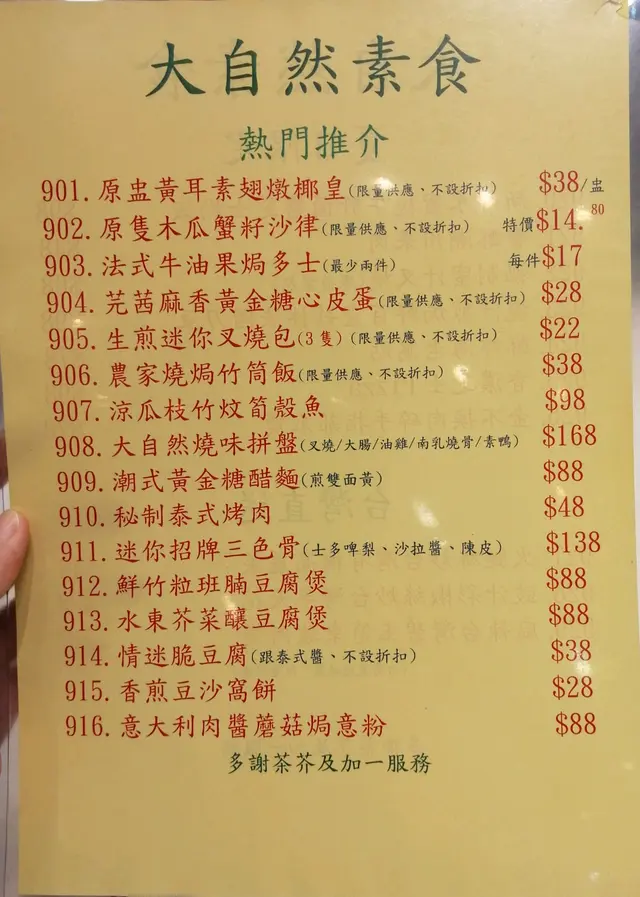 大自然素食
熱門推介
901. 原盅黃耳素翅燉椰皇(限量供應、不設折扣) $38/盅
902. 原隻木瓜蟹籽沙律(限量供應、不設折扣) 特價$14.80
903. 法式牛油果焗多士(最少兩件) 每件$17
904. 芫茜麻香黃金糖心皮蛋(限量供應、不設折扣) $28
905. 生煎迷你叉燒包(3隻)(限量供應、不設折扣) $22
906. 農家燒焗竹筒飯(限量供應、不設折扣) $38
907. 涼瓜枝竹炆筍殼魚 $98
908. 大自然燒味拼盤(叉燒/大腸/油雞/南乳燒骨/素鴨) $168
909. 潮式黃金糖醋麵(煎雙面黃) $88
910. 秘制泰式烤肉 $48
911. 迷你招牌三色骨(士多啤梨、沙拉醬、陳皮) $138
912. 鮮竹粒班腩豆腐煲 $88
913. 水東芥菜釀豆腐煲 $88
914. 情迷脆豆腐(跟泰式醬、不設折扣) $38
915. 香煎豆沙窩餅 $28
916. 意大利肉醬蘑菇焗意粉 $88
多謝茶芥及加一服務